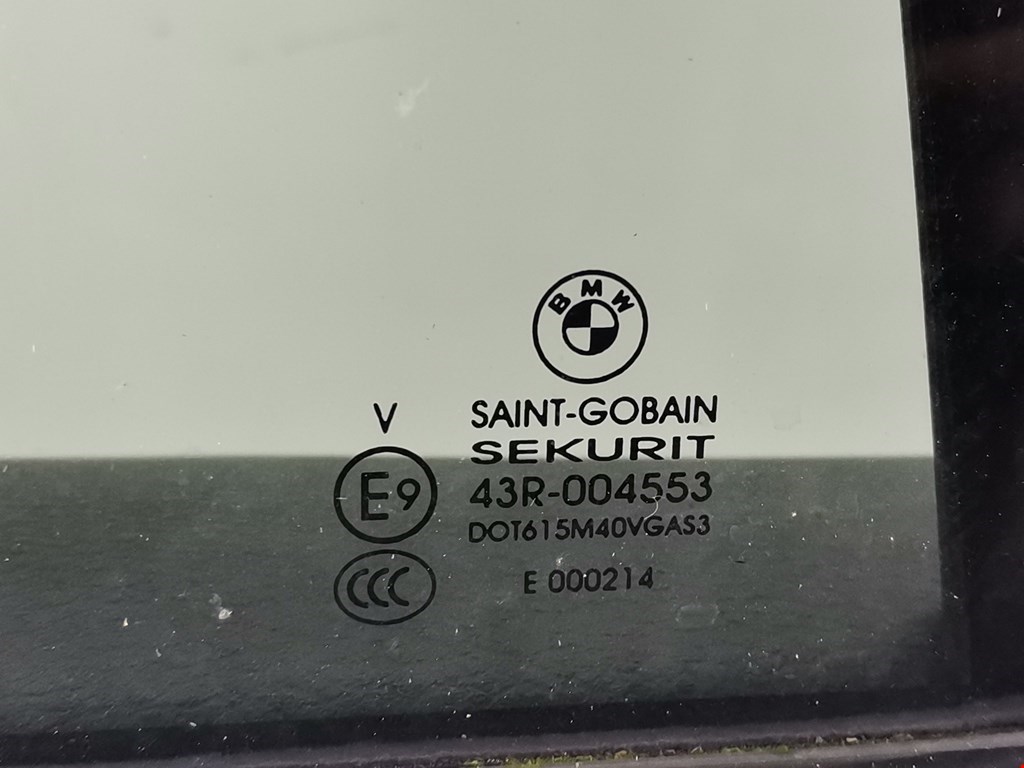 BMW
V
SAINT-GOBAIN
SEKURIT
E9
43R-004553
DOT615M40VGAS3
CCC
E 000214